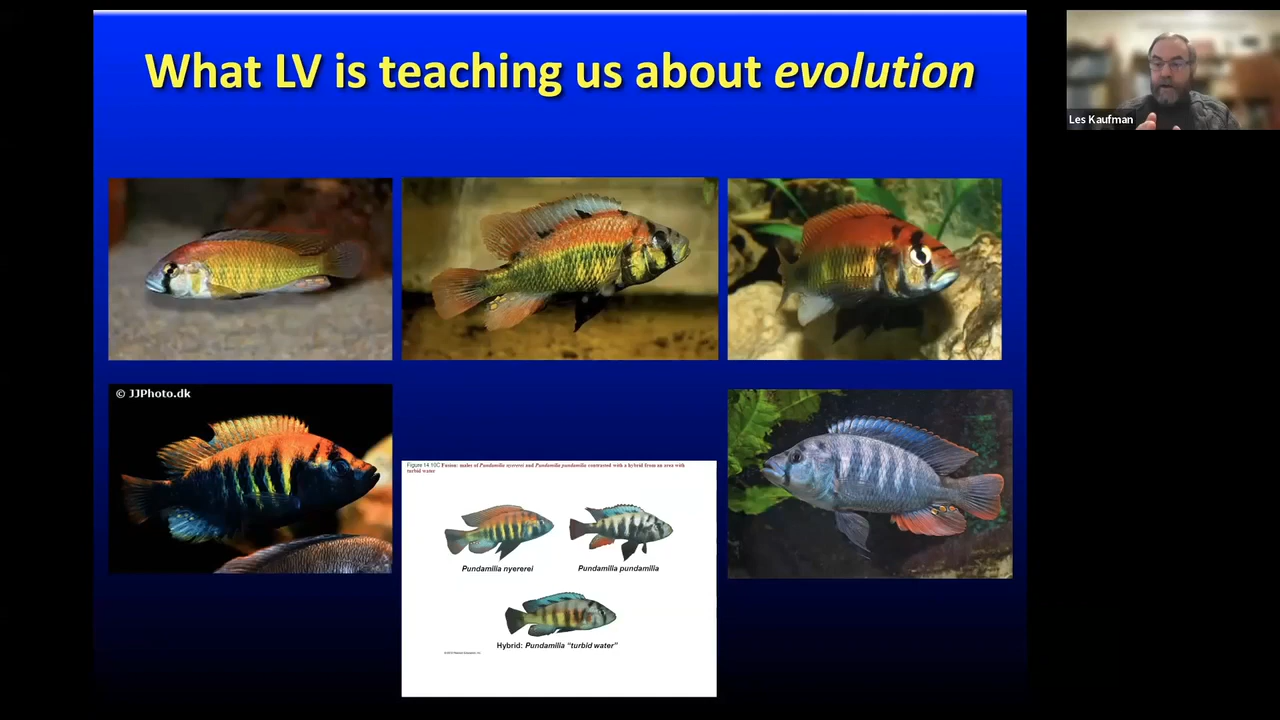 What LV is teaching us about evolution
Les Kaufman
© JJPhoto.dk
Figure 14.10C Fusion: males of Pundamilia nyererei and Pundamilia pundamilia contrasted with a hybrid from an area with
turbid water
Pundamilia nyererei
Pundamilia pundamilia
Hybrid: Pundamilia “turbid water”